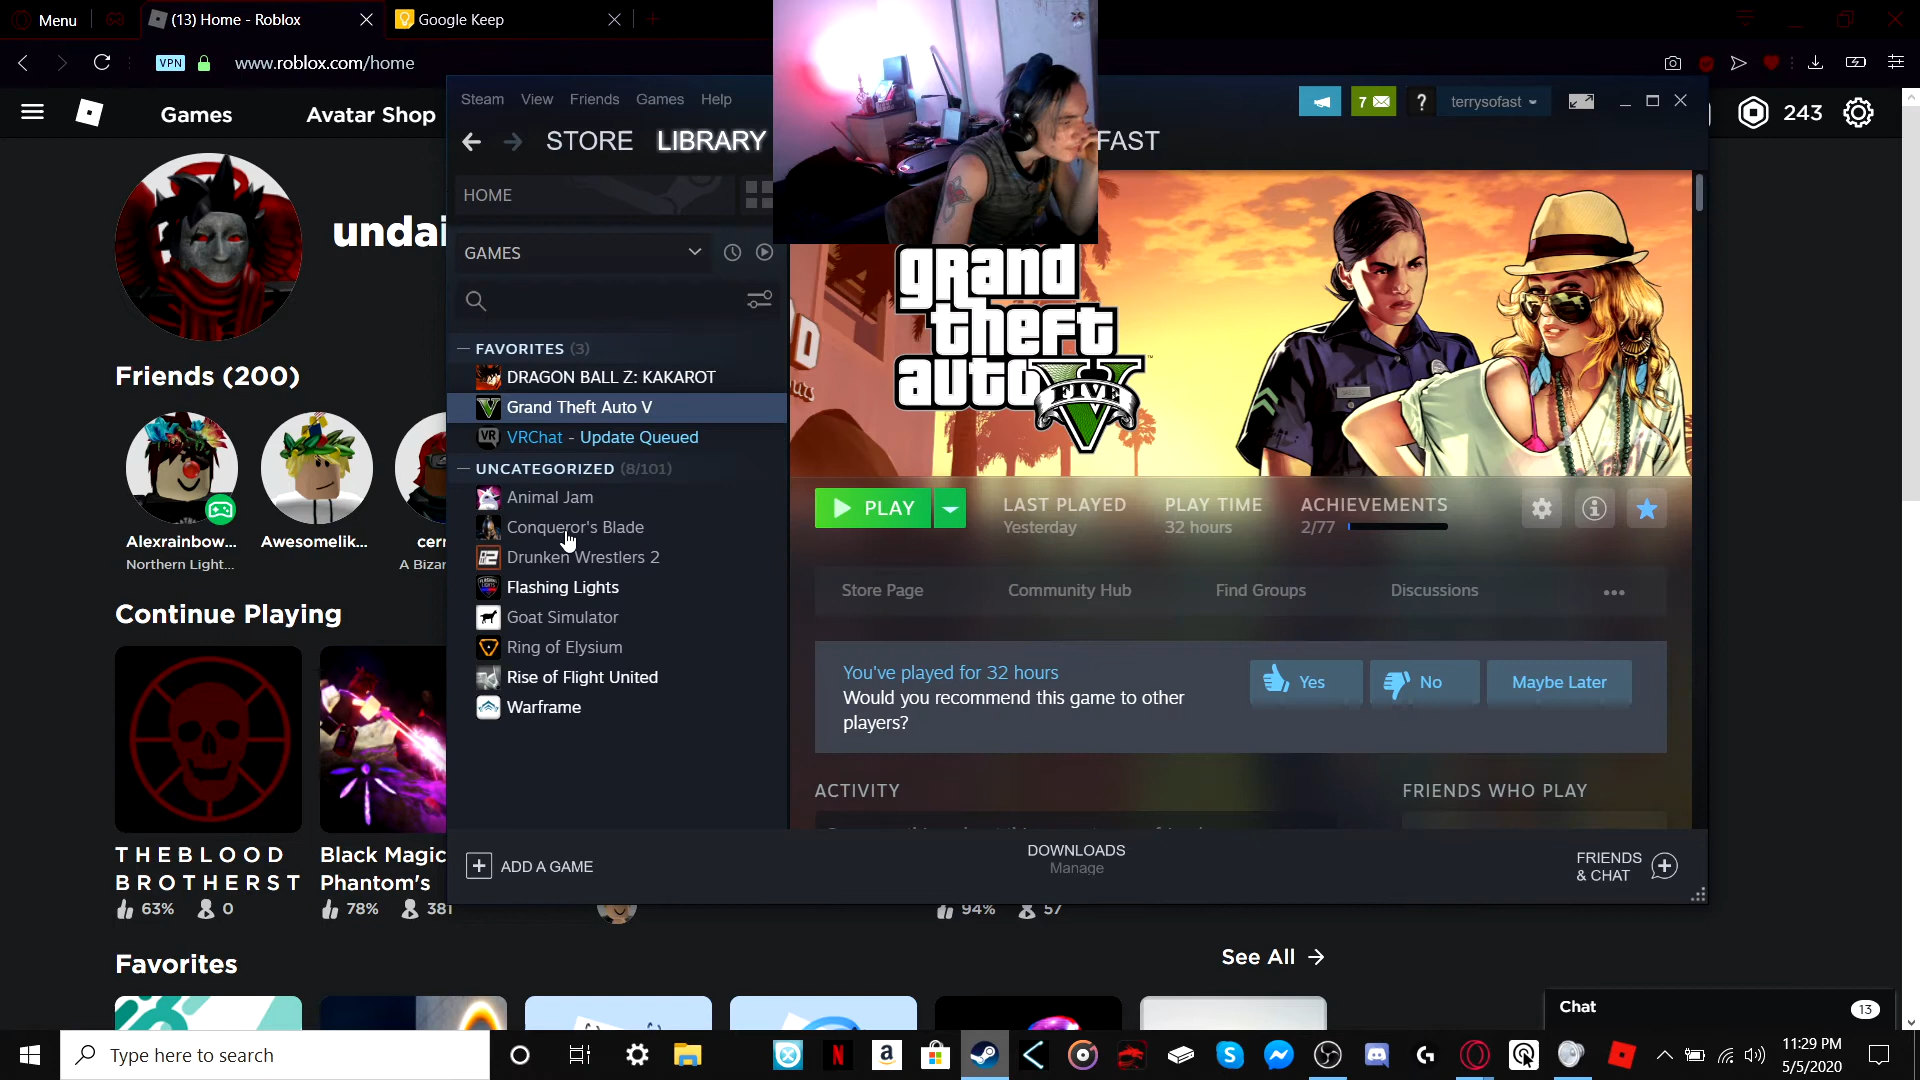 Menu
(13) Home - Roblox
Google Keep
VPN
www.roblox.com/home
Games
Avatar Shop
243
undai
Friends (200)
Alexrainbow...
Awesomelik...
cerr
Northern Light...
A Bizar
Continue Playing
T H E B L O O D
B R O T H E R S T
63% 0
Black Magic
Phantom's
78% 381
94% 57
See All →
Favorites
Steam View Friends Games Help
7
?
terrysofast
STORE LIBRARY
FAST
HOME
GAMES
— FAVORITES (3)
DRAGON BALL Z: KAKAROT
Grand Theft Auto V
VRChat - Update Queued
— UNCATEGORIZED (8/101)
Animal Jam
Conqueror's Blade
Drunken Wrestlers 2
Flashing Lights
Goat Simulator
Ring of Elysium
Rise of Flight United
Warframe
+ ADD A GAME
grand
theft
auto
V
FIVE
PLAY
LAST PLAYED
Yesterday
PLAY TIME
32 hours
ACHIEVEMENTS
2/77
Store Page Community Hub Find Groups Discussions ...
You've played for 32 hours
Would you recommend this game to other
players?
Yes No Maybe Later
ACTIVITY
FRIENDS WHO PLAY
DOWNLOADS
Manage
FRIENDS
& CHAT
Chat
13
Type here to search
11:29 PM
5/5/2020